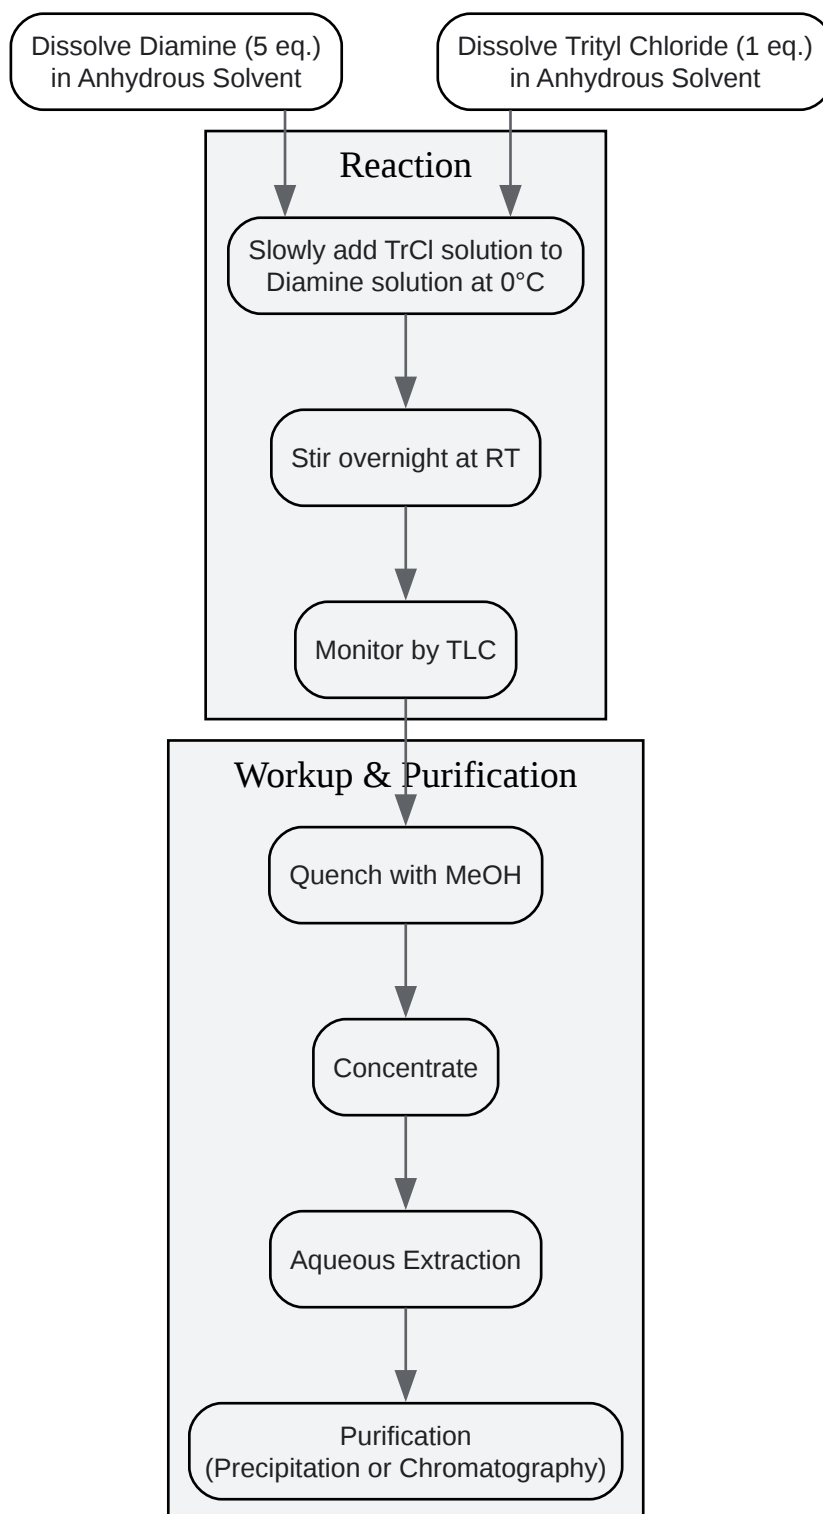 Dissolve Diamine (5 eq.)
in Anhydrous Solvent
Dissolve Trityl Chloride (1 eq.)
in Anhydrous Solvent
Reaction
Slowly add TrCl solution to
Diamine solution at 0°C
Stir overnight at RT
Monitor by TLC
Workup & Purification
Quench with MeOH
Concentrate
Aqueous Extraction
Purification
(Precipitation or Chromatography)